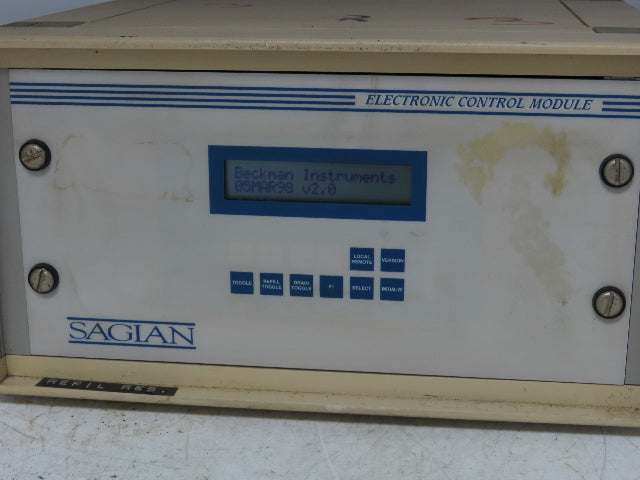 ELECTRONIC CONTROL MODULE
Beckman Instruments
05MAR98 v2.0
LOCAL REMOTE
VERSION
TOGGLE
REFILL TOGGLE
DRAIN TOGGLE
F1
SELECT
INITIALIZE
SAGIAN
REFIL RES.